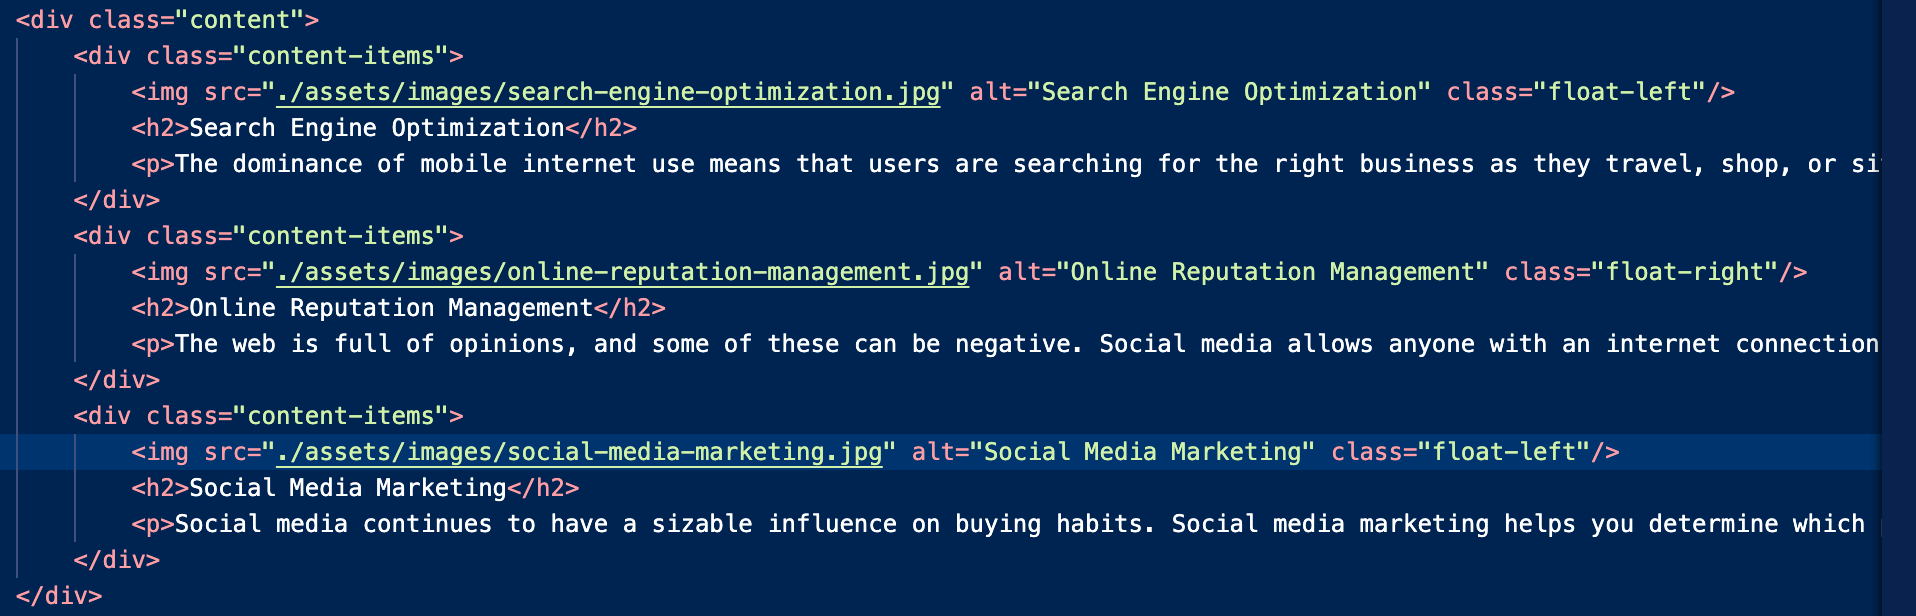 <div class="content">
<div class="content-items">
<img src="./assets/images/search-engine-optimization.jpg" alt="Search Engine Optimization" class="float-left"/>
<h2>Search Engine Optimization</h2>
<p>The dominance of mobile internet use means that users are searching for the right business as they travel, shop, or
</div>
<div class="content-items">
<img src="./assets/images/online-reputation-management.jpg" alt="Online Reputation Management" class="float-right"/>
<h2>Online Reputation Management</h2>
<p>The web is full of opinions, and some of these can be negative. Social media allows anyone with an internet connection
</div>
<div class="content-items">
<img src="./assets/images/social-media-marketing.jpg" alt="Social Media Marketing" class="float-left"/>
<h2>Social Media Marketing</h2>
<p>Social media continues to have a sizable influence on buying habits. Social media marketing helps you determine which
</div>
</div>